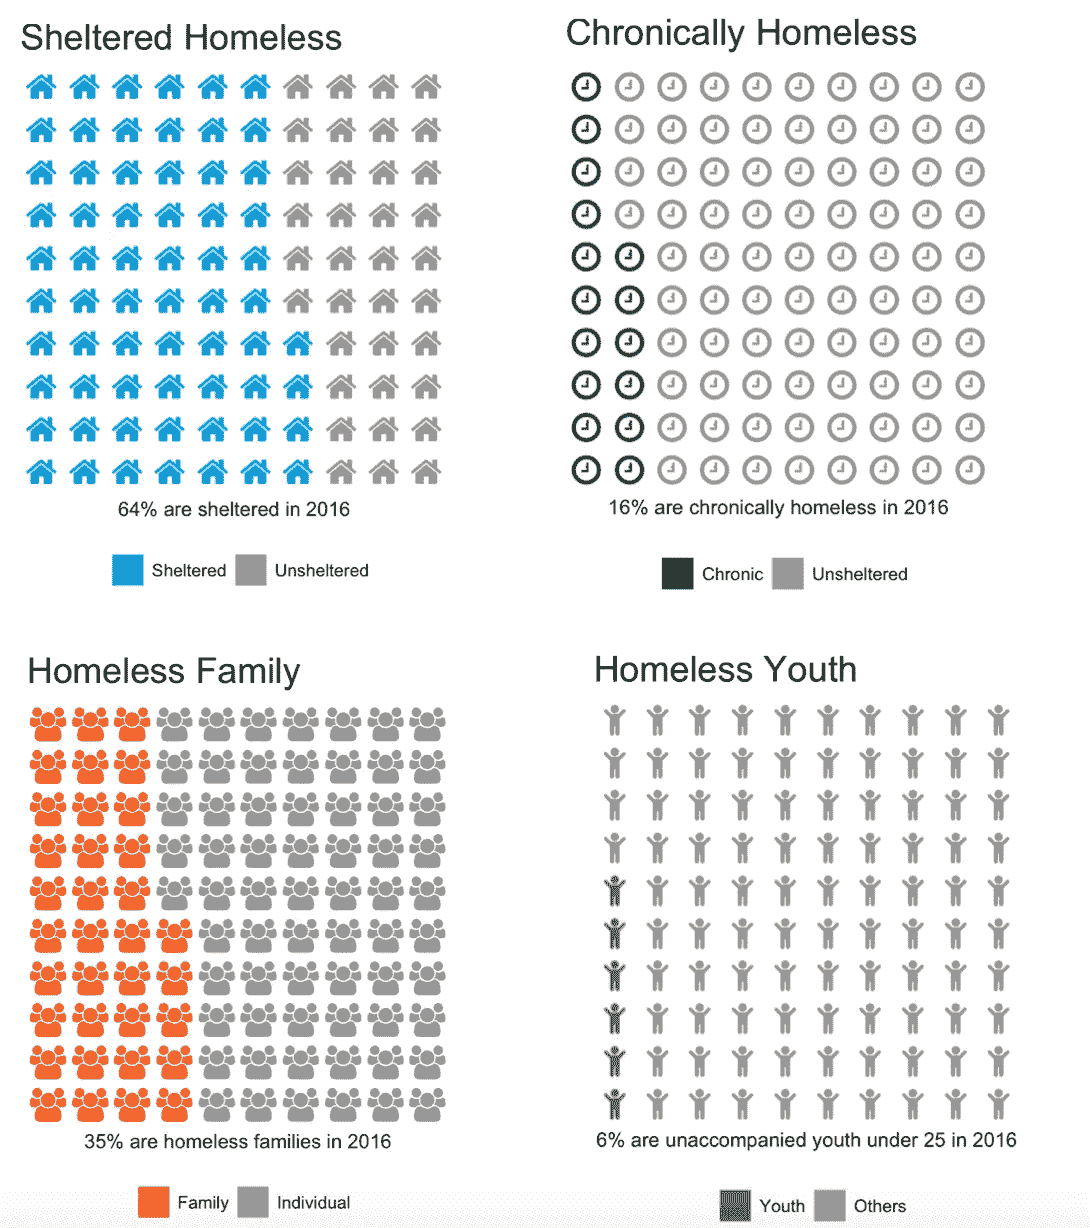 Sheltered Homeless
64% are sheltered in 2016
Sheltered Unsheltered
Chronically Homeless
16% are chronically homeless in 2016
Chronic Unsheltered
Homeless Family
35% are homeless families in 2016
Family Individual
Homeless Youth
6% are unaccompanied youth under 25 in 2016
Youth Others